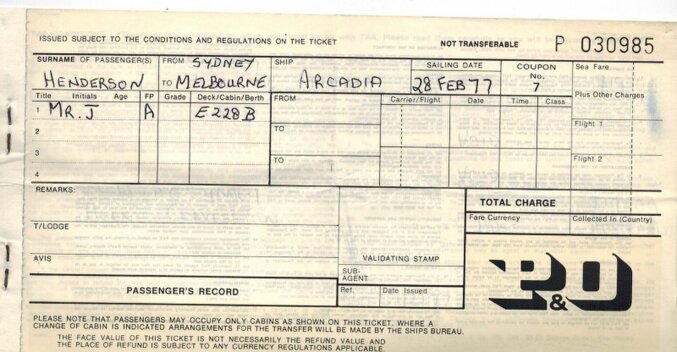 ISSUED SUBJECT TO THE CONDITIONS AND REGULATIONS ON THE TICKET NOT TRANSFERABLE P 030985
SURNAME OF PASSENGER(S) FROM SYDNEY SHIP SAILING DATE COUPON No. 7 Sea Fare
HENDERSON TO MELBOURNE ARCADIA 28 FEB 77
Title Initials Age FP Grade Deck/Cabin/Berth FROM Carrier/Flight Date Time Class Plus Other Charges
1 MR. J A E228B
2 TO Flight 1
3 TO Flight 2
4
REMARKS: TOTAL CHARGE
Fare Currency Collected In (Country)
T/LODGE
AVIS VALIDATING STAMP
SUB-AGENT
PASSENGER'S RECORD Ref. Date Issued
P&O
PLEASE NOTE THAT PASSENGERS MAY OCCUPY ONLY CABINS AS SHOWN ON THIS TICKET. WHERE A
CHANGE OF CABIN IS INDICATED ARRANGEMENTS FOR THE TRANSFER WILL BE MADE BY THE SHIPS BUREAU.
THE FACE VALUE OF THIS TICKET IS NOT NECESSARILY THE REFUND VALUE AND
THE PLACE OF REFUND IS SUBJECT TO ANY CURRENCY REGULATIONS APPLICABLE.